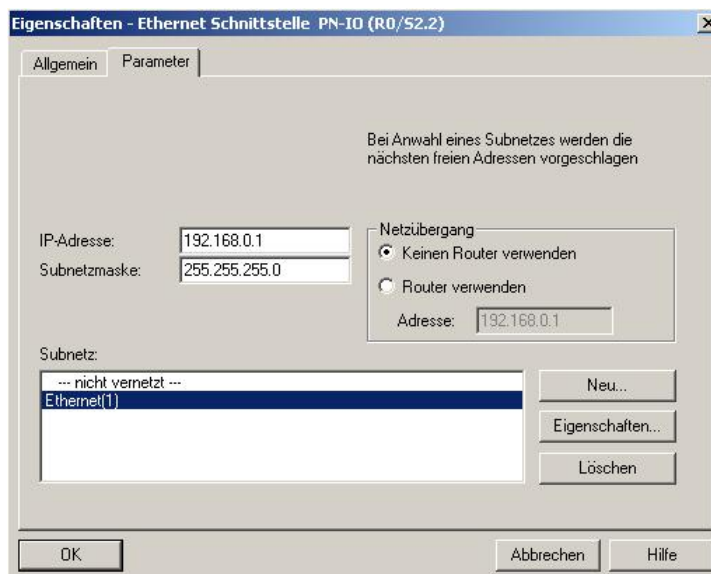 Eigenschaften - Ethernet Schnittstelle PN-IO (R0/S2.2)
Allgemein
Parameter
Bei Anwahl eines Subnetzes werden die
nächsten freien Adressen vorgeschlagen
IP-Adresse:
192.168.0.1
Subnetzmaske:
255.255.255.0
Netzübergang
Keinen Router verwenden
Router verwenden
Adresse:
192.168.0.1
Subnetz:
--- nicht vernetzt ---
Ethernet(1)
Neu...
Eigenschaften...
Löschen
OK
Abbrechen
Hilfe